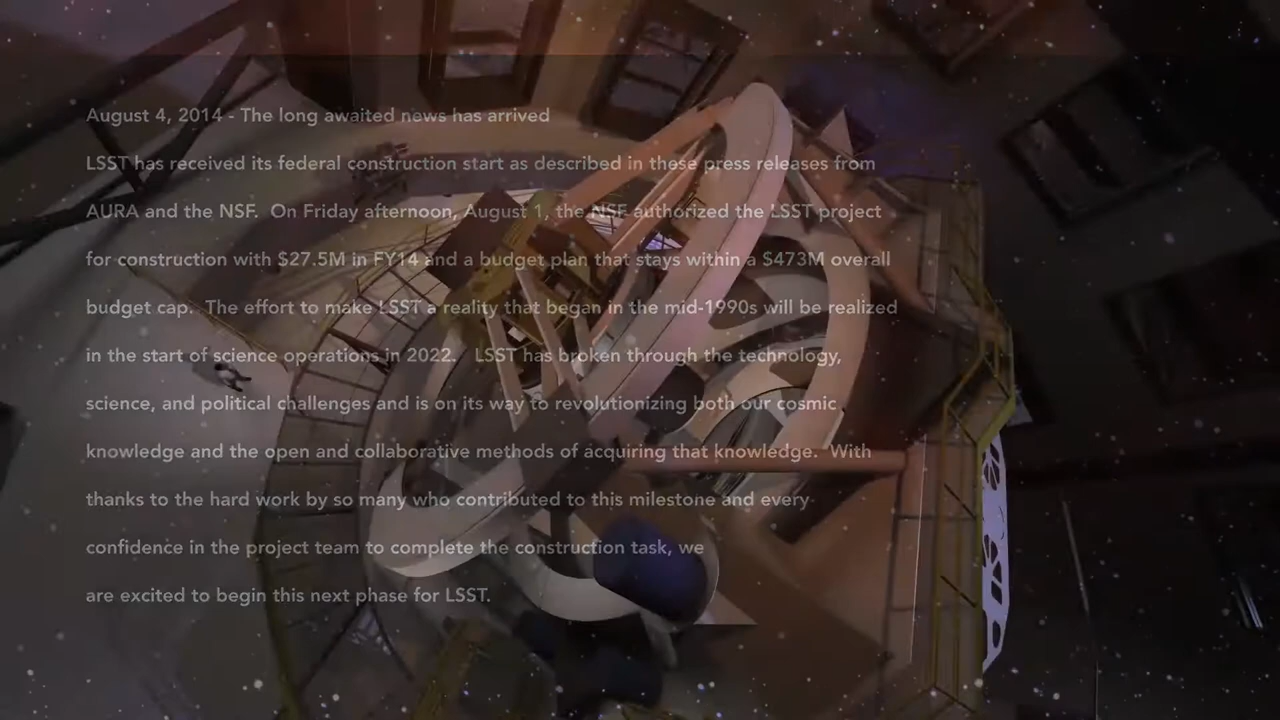 August 4, 2014 - The long awaited news has arrived
LSST has received its federal construction start as described in these press releases from
AURA and the NSF.  On Friday afternoon, August 1, the NSF authorized the LSST project
for construction with $27.5M in FY14 and a budget plan that stays within a $473M overall
budget cap.  The effort to make LSST a reality that began in the mid-1990s will be realized
in the start of science operations in 2022.   LSST has broken through the technology,
science, and political challenges and is on its way to revolutionizing both our cosmic
knowledge and the open and collaborative methods of acquiring that knowledge.  With
thanks to the hard work by so many who contributed to this milestone and every
confidence in the project team to complete the construction task, we
are excited to begin this next phase for LSST.